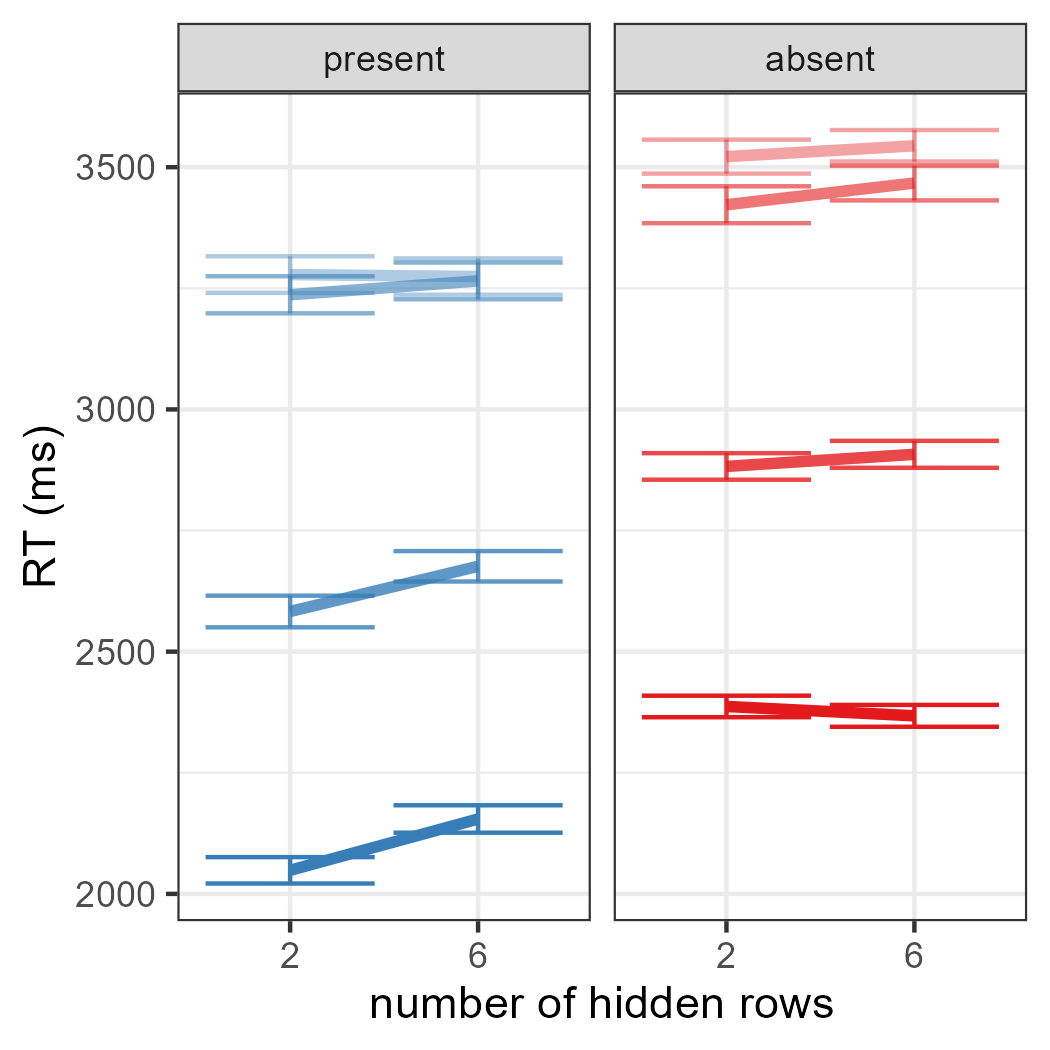 present
absent
3500
3000
2500
2000
RT (ms)
2
6
2
6
number of hidden rows